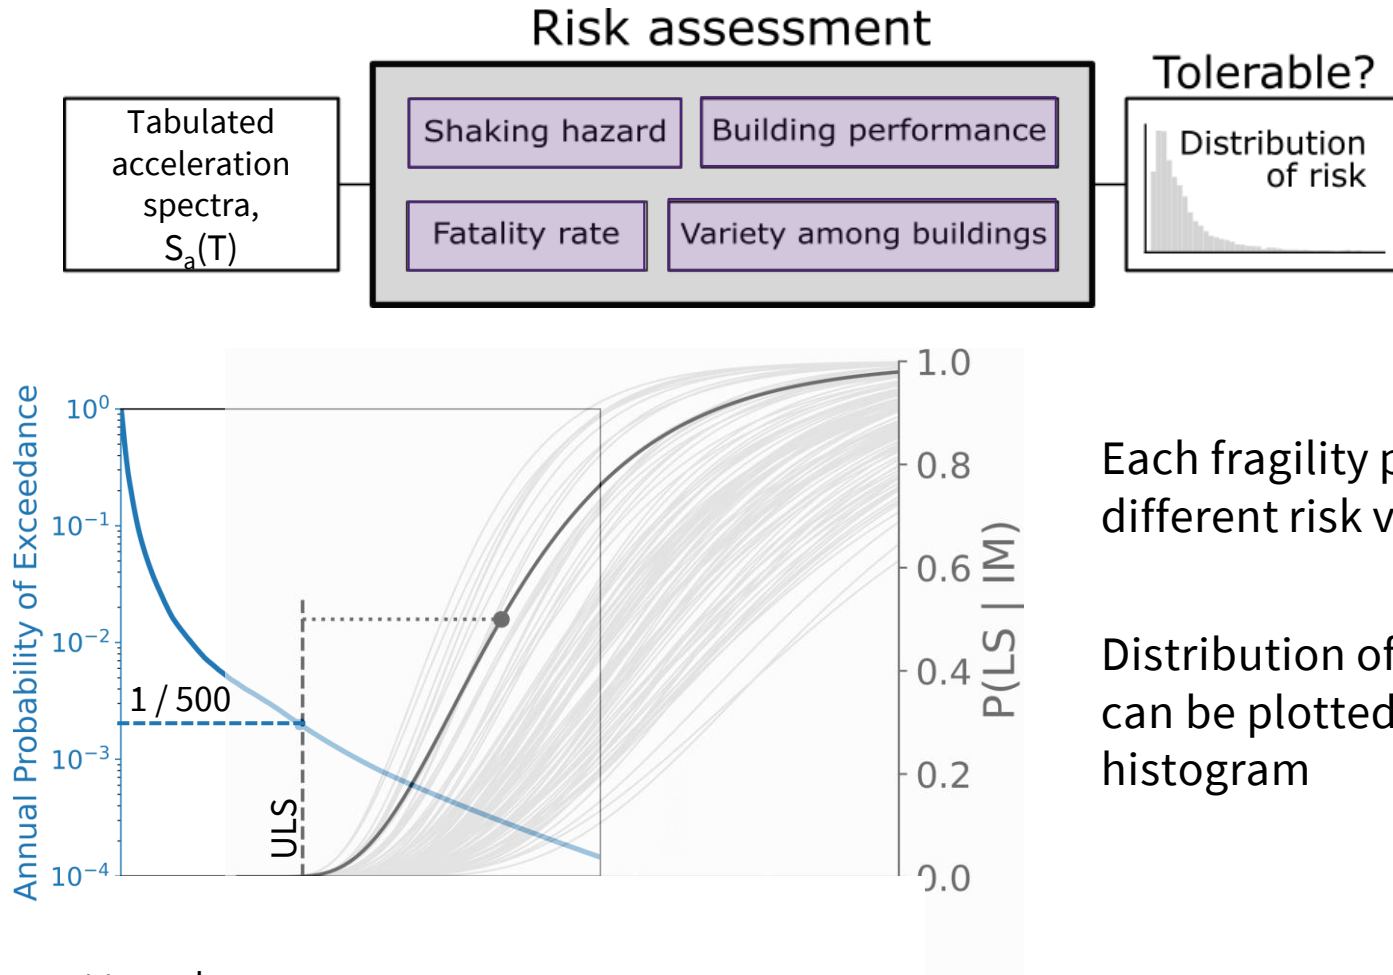 Risk assessment
Tolerable?
Tabulated
acceleration
spectra,
Sa(T)
Shaking hazard
Building performance
Fatality rate
Variety among buildings
Distribution
of risk
Annual Probability of Exceedance
10^0
10^-1
10^-2
10^-3
10^-4
1 / 500
ULS
1.0
0.8
0.6
0.4
0.2
0.0
P(LS | IM)
Each fragility
different risk
Distribution of
can be plotted
histogram